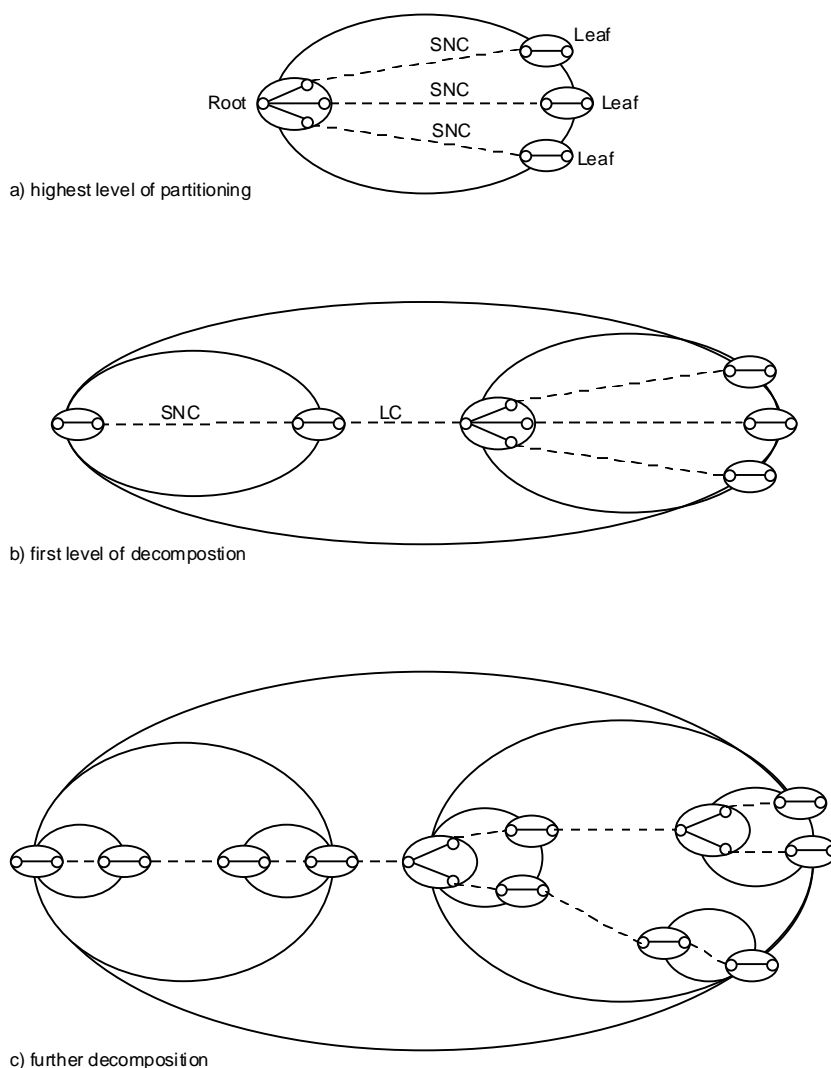 Leaf
SNC
SNC
Root
Leaf
SNC
Leaf
a) highest level of partitioning
SNC
LC
b) first level of decompostion
c) further decomposition